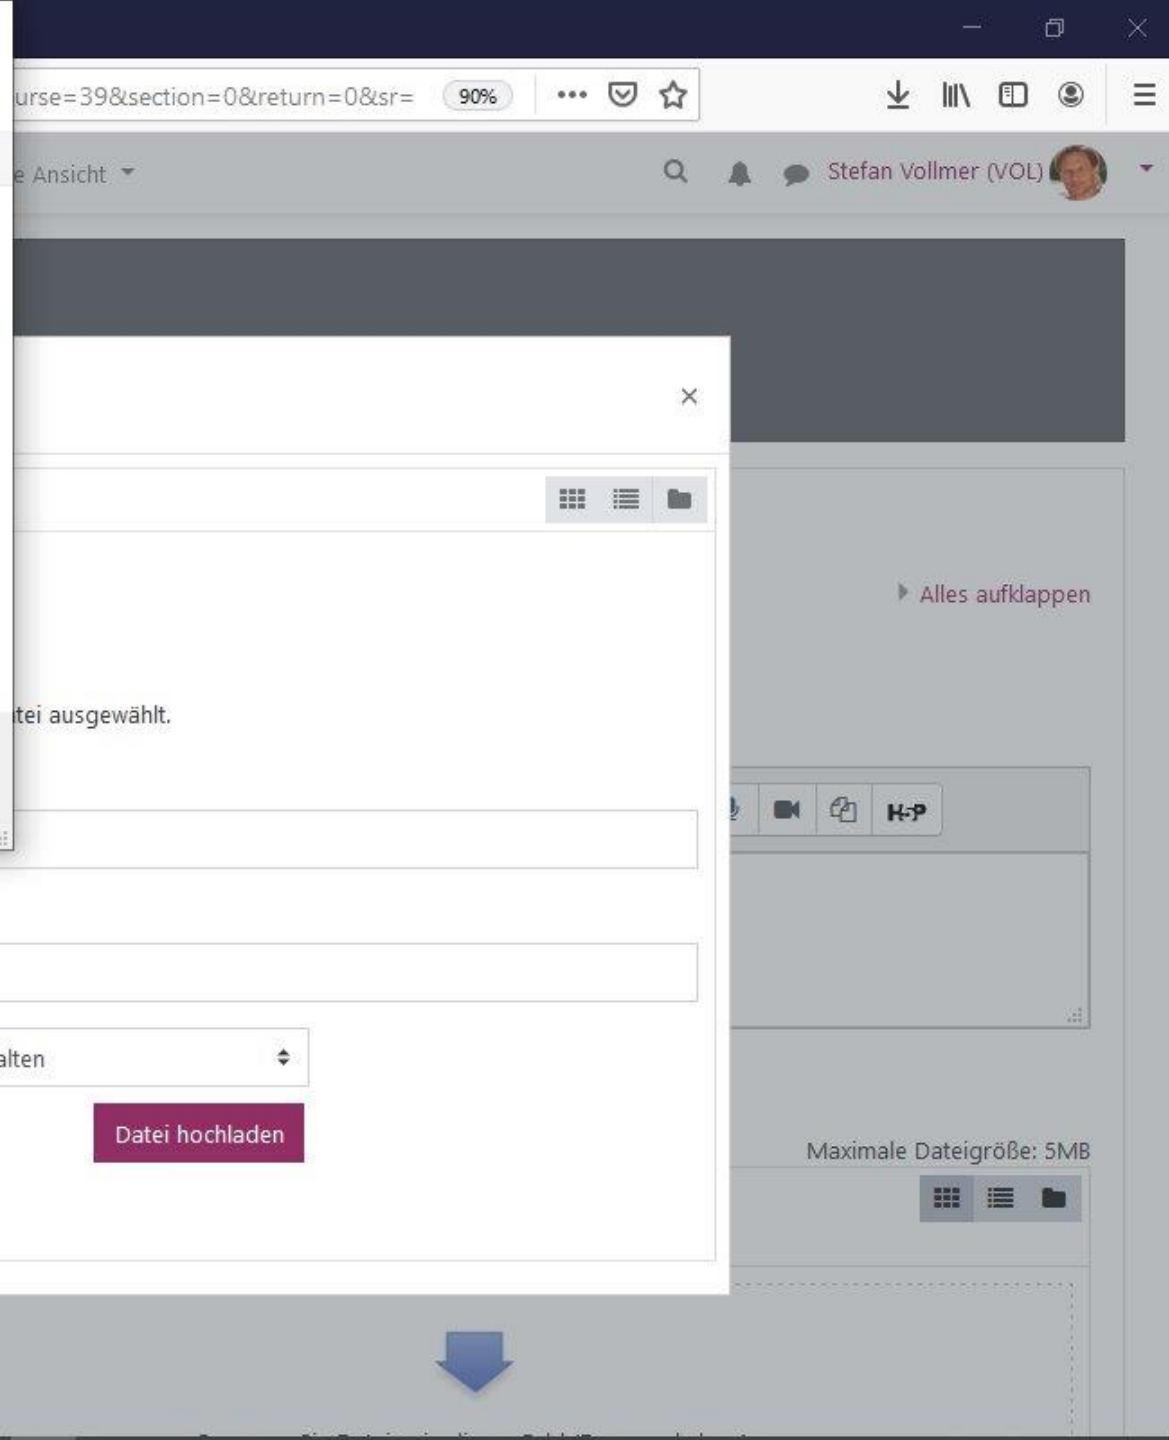 urse=39&section=0&return=0&sr= 90%
e Ansicht
Stefan Vollmer (VOL)
Alles aufklappen
tei ausgewählt.
H5P
alten
Datei hochladen
Maximale Dateigröße: 5MB